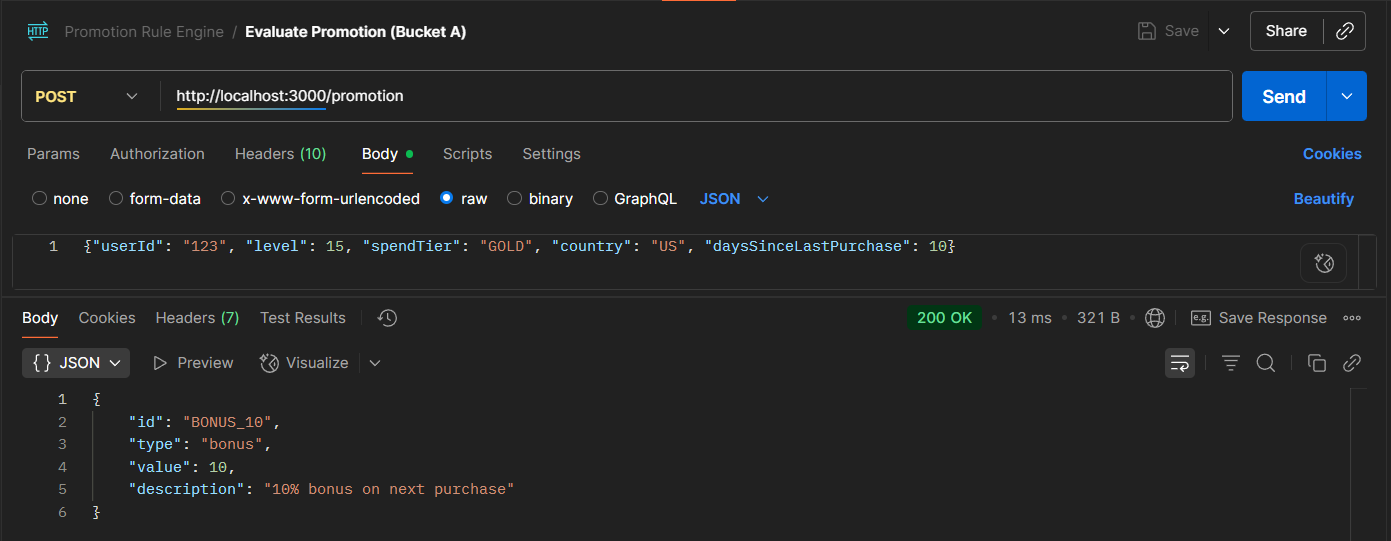 HTTP Promotion Rule Engine / Evaluate Promotion (Bucket A) Save Share
POST http://localhost:3000/promotion Send
Params Authorization Headers (10) Body Scripts Settings Cookies
none form-data x-www-form-urlencoded raw binary GraphQL JSON Beautify
1 {"userId": "123", "level": 15, "spendTier": "GOLD", "country": "US", "daysSinceLastPurchase": 10}
Body Cookies Headers (7) Test Results 200 OK • 13 ms • 321 B • e.g. Save Response
{ } JSON Preview Visualize
1 {
2 "id": "BONUS_10",
3 "type": "bonus",
4 "value": 10,
5 "description": "10% bonus on next purchase"
6 }